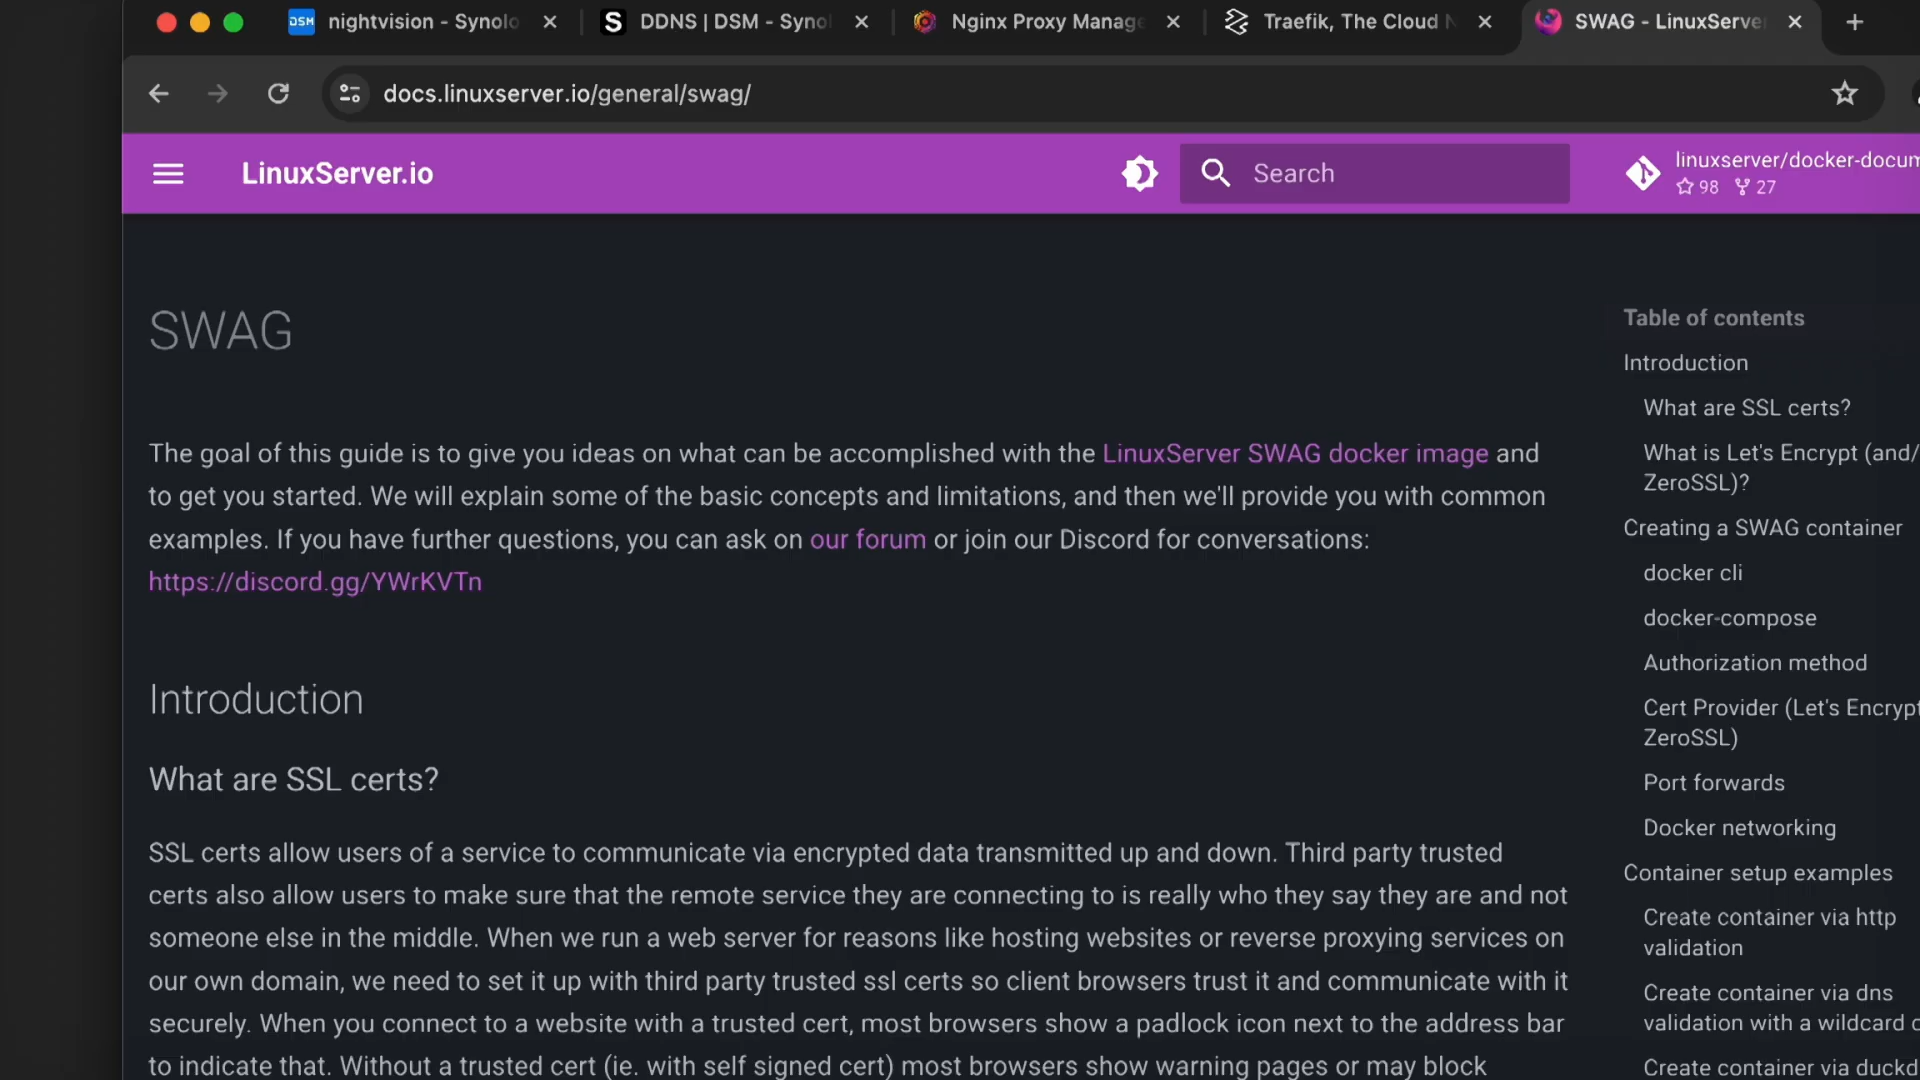 DSM nightvision - Synolo
S DDNS | DSM - Synol
Nginx Proxy Manage
Traefik, The Cloud N
SWAG - LinuxServe
docs.linuxserver.io/general/swag/
LinuxServer.io
Search
linuxserver/docker-docum
98 27
SWAG
The goal of this guide is to give you ideas on what can be accomplished with the LinuxServer SWAG docker image and
to get you started. We will explain some of the basic concepts and limitations, and then we'll provide you with common
examples. If you have further questions, you can ask on our forum or join our Discord for conversations:
https://discord.gg/YWrKVTn
Introduction
What are SSL certs?
SSL certs allow users of a service to communicate via encrypted data transmitted up and down. Third party trusted
certs also allow users to make sure that the remote service they are connecting to is really who they say they are and not
someone else in the middle. When we run a web server for reasons like hosting websites or reverse proxying services on
our own domain, we need to set it up with third party trusted ssl certs so client browsers trust it and communicate with it
securely. When you connect to a website with a trusted cert, most browsers show a padlock icon next to the address bar
to indicate that. Without a trusted cert (ie. with self signed cert) most browsers show warning pages or may block
Table of contents
Introduction
What are SSL certs?
What is Let's Encrypt (and/
ZeroSSL)?
Creating a SWAG container
docker cli
docker-compose
Authorization method
Cert Provider (Let's Encrypt
ZeroSSL)
Port forwards
Docker networking
Container setup examples
Create container via http
validation
Create container via dns
validation with a wildcard c
Create container via duckd